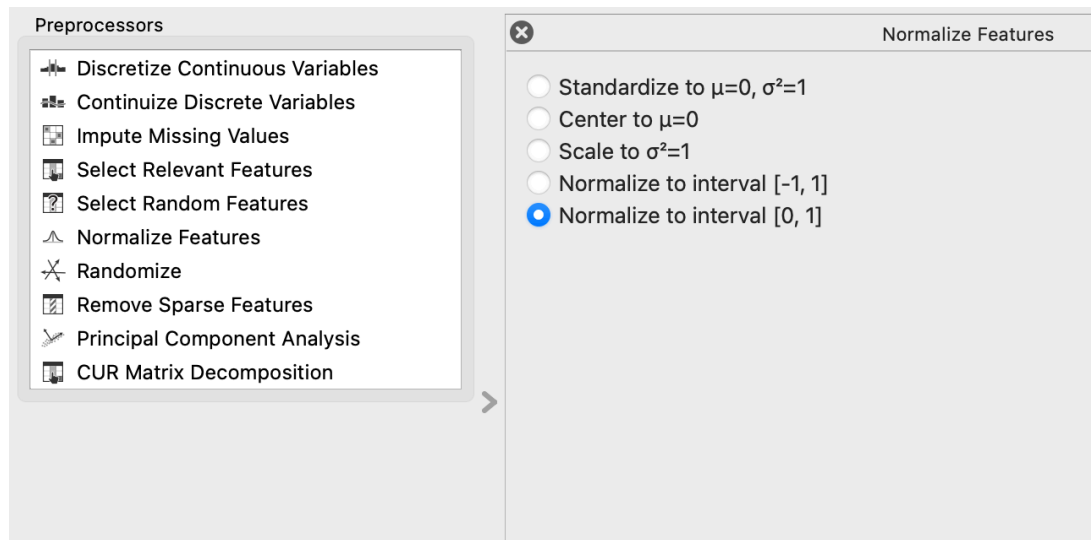 Preprocessors
Discretize Continuous Variables
Continuize Discrete Variables
Impute Missing Values
Select Relevant Features
Select Random Features
Normalize Features
Randomize
Remove Sparse Features
Principal Component Analysis
CUR Matrix Decomposition
Normalize Features
Standardize to μ=0, σ²=1
Center to μ=0
Scale to σ²=1
Normalize to interval [-1, 1]
Normalize to interval [0, 1]